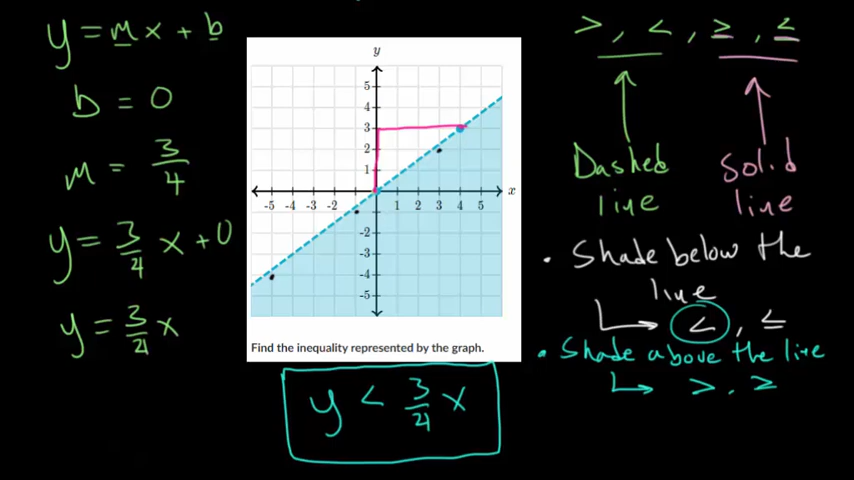 y = mx + b
b = 0
m = 3/4
y = 3/4 x + 0
y = 3/4 x
y
5
4
3
2
1
-5 -4 -3 -2 1 2 3 4 5 x
-2
-3
-4
-5
Find the inequality represented by the graph.
y < 3/4 x
>, <, ≥, ≤
Dashed line
Solid line
• Shade below the
line
<, ≤
• Shade above the line
>. ≥